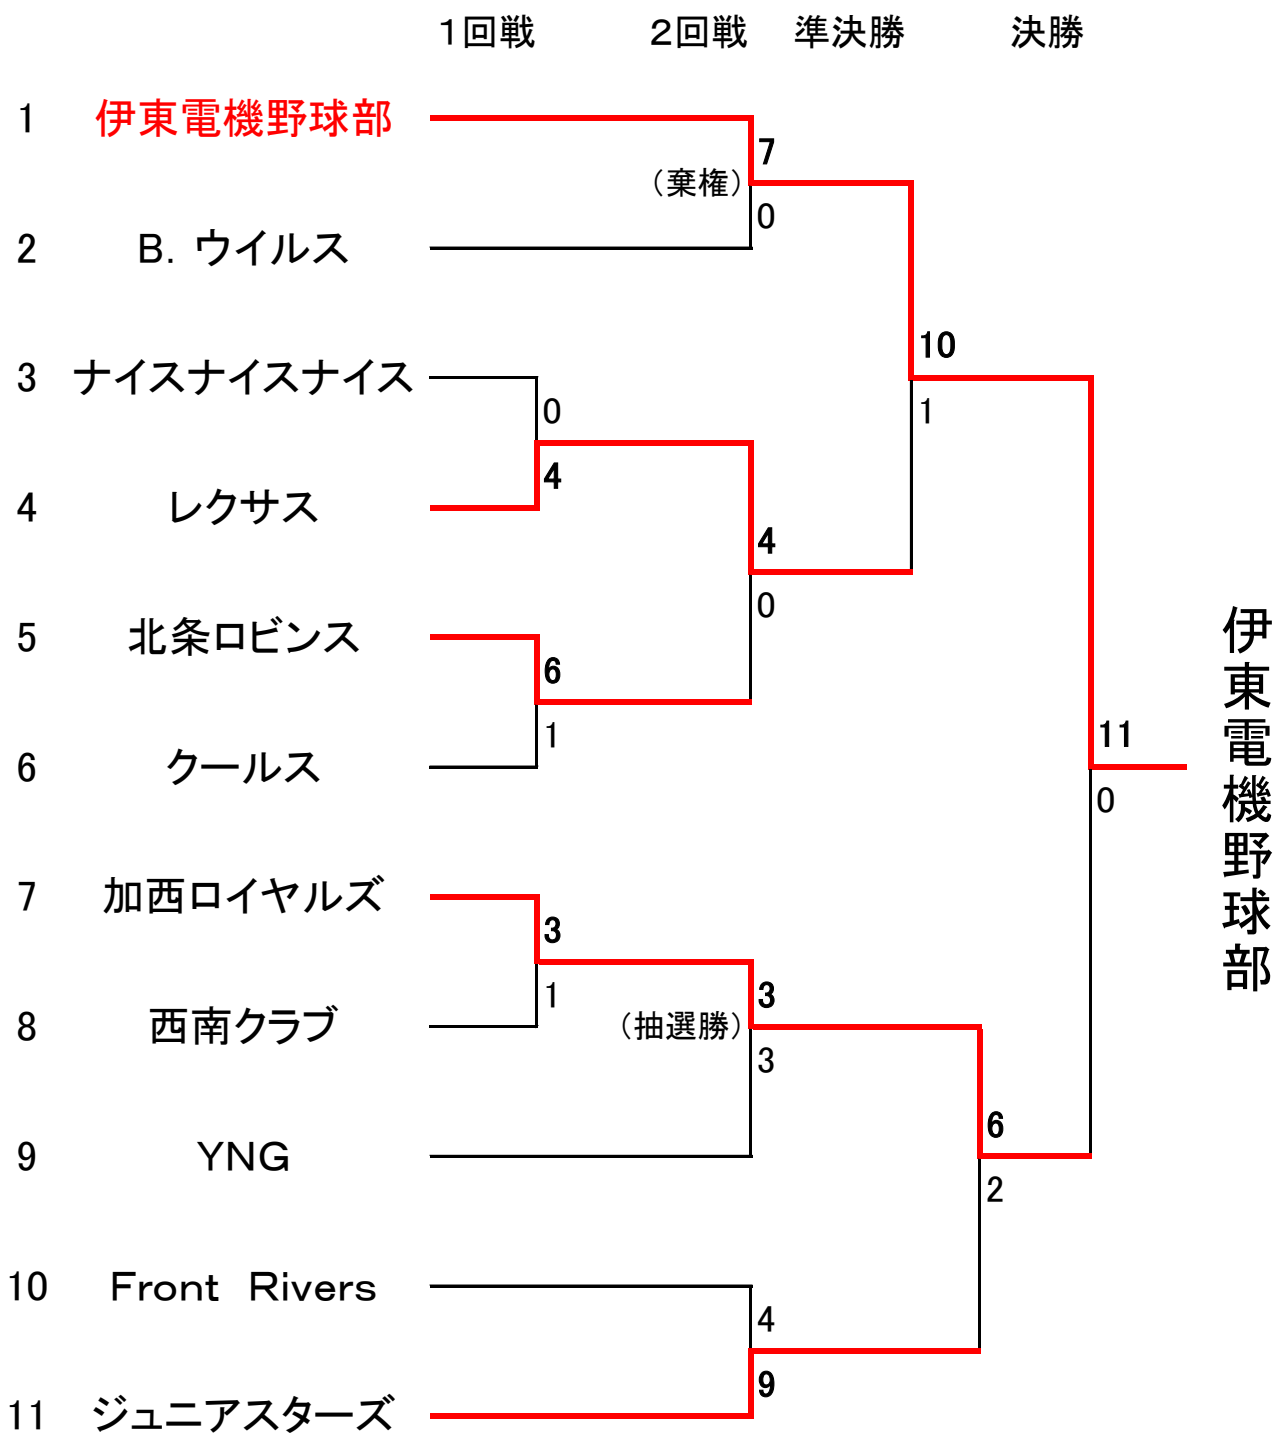 １回戦 ２回戦 準決勝 決勝
1 伊東電機野球部
7
（棄権）
0
2 B．ウイルス
10
3 ナイスナイスナイス
0
1
4
4 レクサス
4
0
5 北条ロビンス
6
1
6 クールス
11
0
伊東電機野球部
7 加西ロイヤルズ
3
1
3
8 西南クラブ
（抽選勝）
3
6
9 YNG
2
10 Front Rivers
4
9
11 ジュニアスターズ